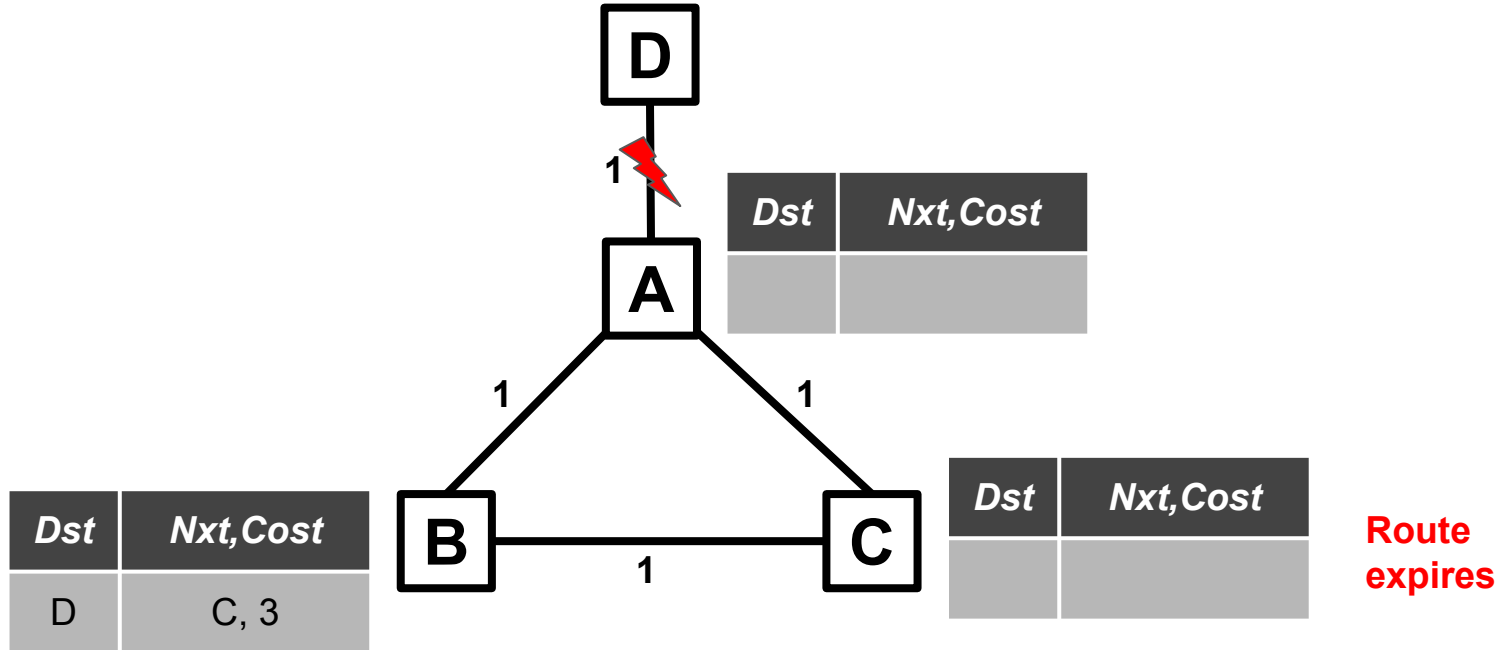 D
1
Dst Nxt,Cost
A
1
1
Dst Nxt,Cost
Route
expires
Dst Nxt,Cost
D C, 3
B
1
C